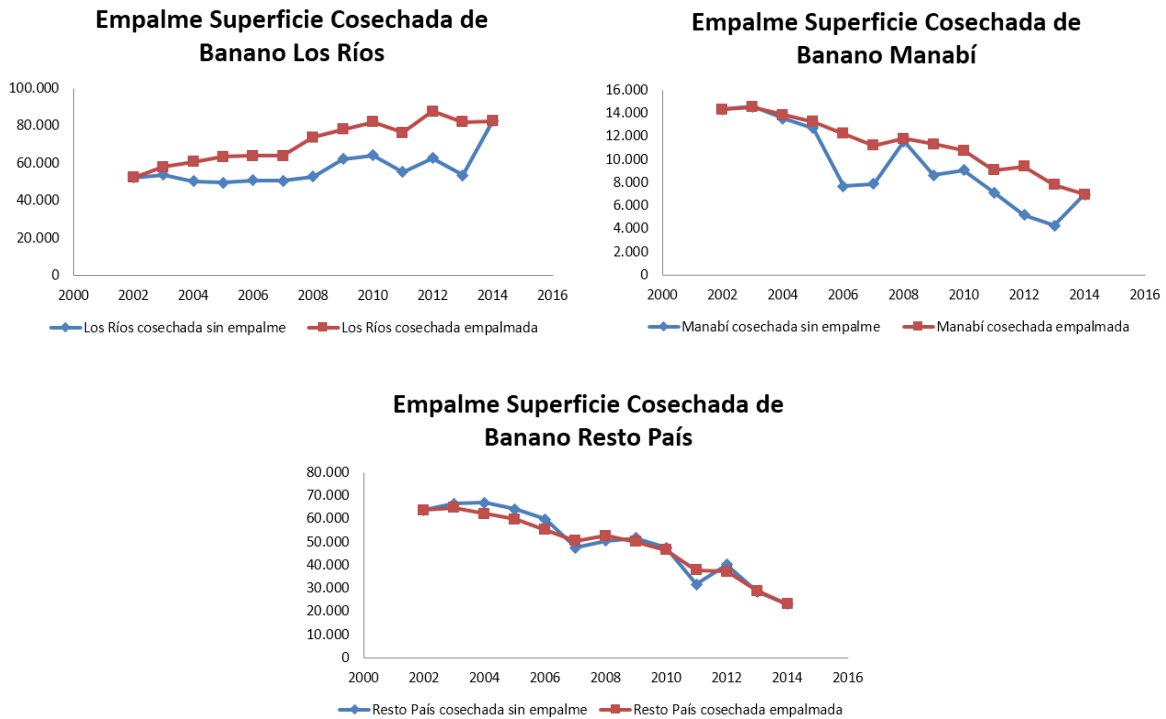 Empalme Superficie Cosechada de
Banano Los Ríos
100.000
80.000
60.000
40.000
20.000
0
2000 2002 2004 2006 2008 2010 2012 2014 2016
Los Ríos cosechada sin empalme Los Ríos cosechada empalmada
Empalme Superficie Cosechada de
Banano Manabí
16.000
14.000
12.000
10.000
8.000
6.000
4.000
2.000
0
2000 2002 2004 2006 2008 2010 2012 2014 2016
Manabí cosechada sin empalme Manabí cosechada empalmada
Empalme Superficie Cosechada de
Banano Resto País
80.000
70.000
60.000
50.000
40.000
30.000
20.000
10.000
0
2000 2002 2004 2006 2008 2010 2012 2014 2016
Resto País cosechada sin empalme Resto País cosechada empalmada